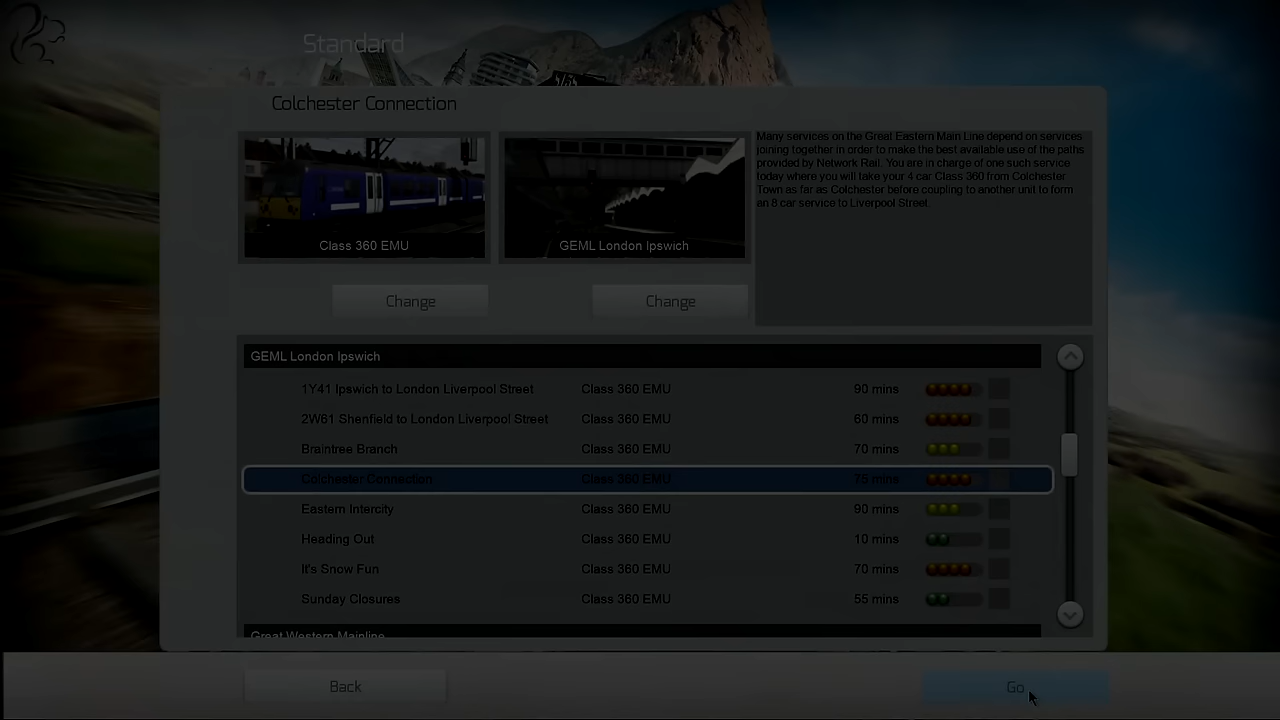 Standard
Colchester Connection
Many services on the Great Eastern Main Line depend on services
joining together in order to make the best available use of the paths
provided by Network Rail. You are in charge of one such service
today where you will take your 4 car Class 360 from Colchester
Town as far as Colchester before coupling to another unit to form
an 8 car service to Liverpool Street.
Class 360 EMU
GEML London Ipswich
Change
Change
GEML London Ipswich
1Y41 Ipswich to London Liverpool Street Class 360 EMU 90 mins
2W61 Shenfield to London Liverpool Street Class 360 EMU 60 mins
Braintree Branch Class 360 EMU 70 mins
Colchester Connection Class 360 EMU 75 mins
Eastern Intercity Class 360 EMU 90 mins
Heading Out Class 360 EMU 10 mins
It's Snow Fun Class 360 EMU 70 mins
Sunday Closures Class 360 EMU 55 mins
Great Western Mainline
Back
Go